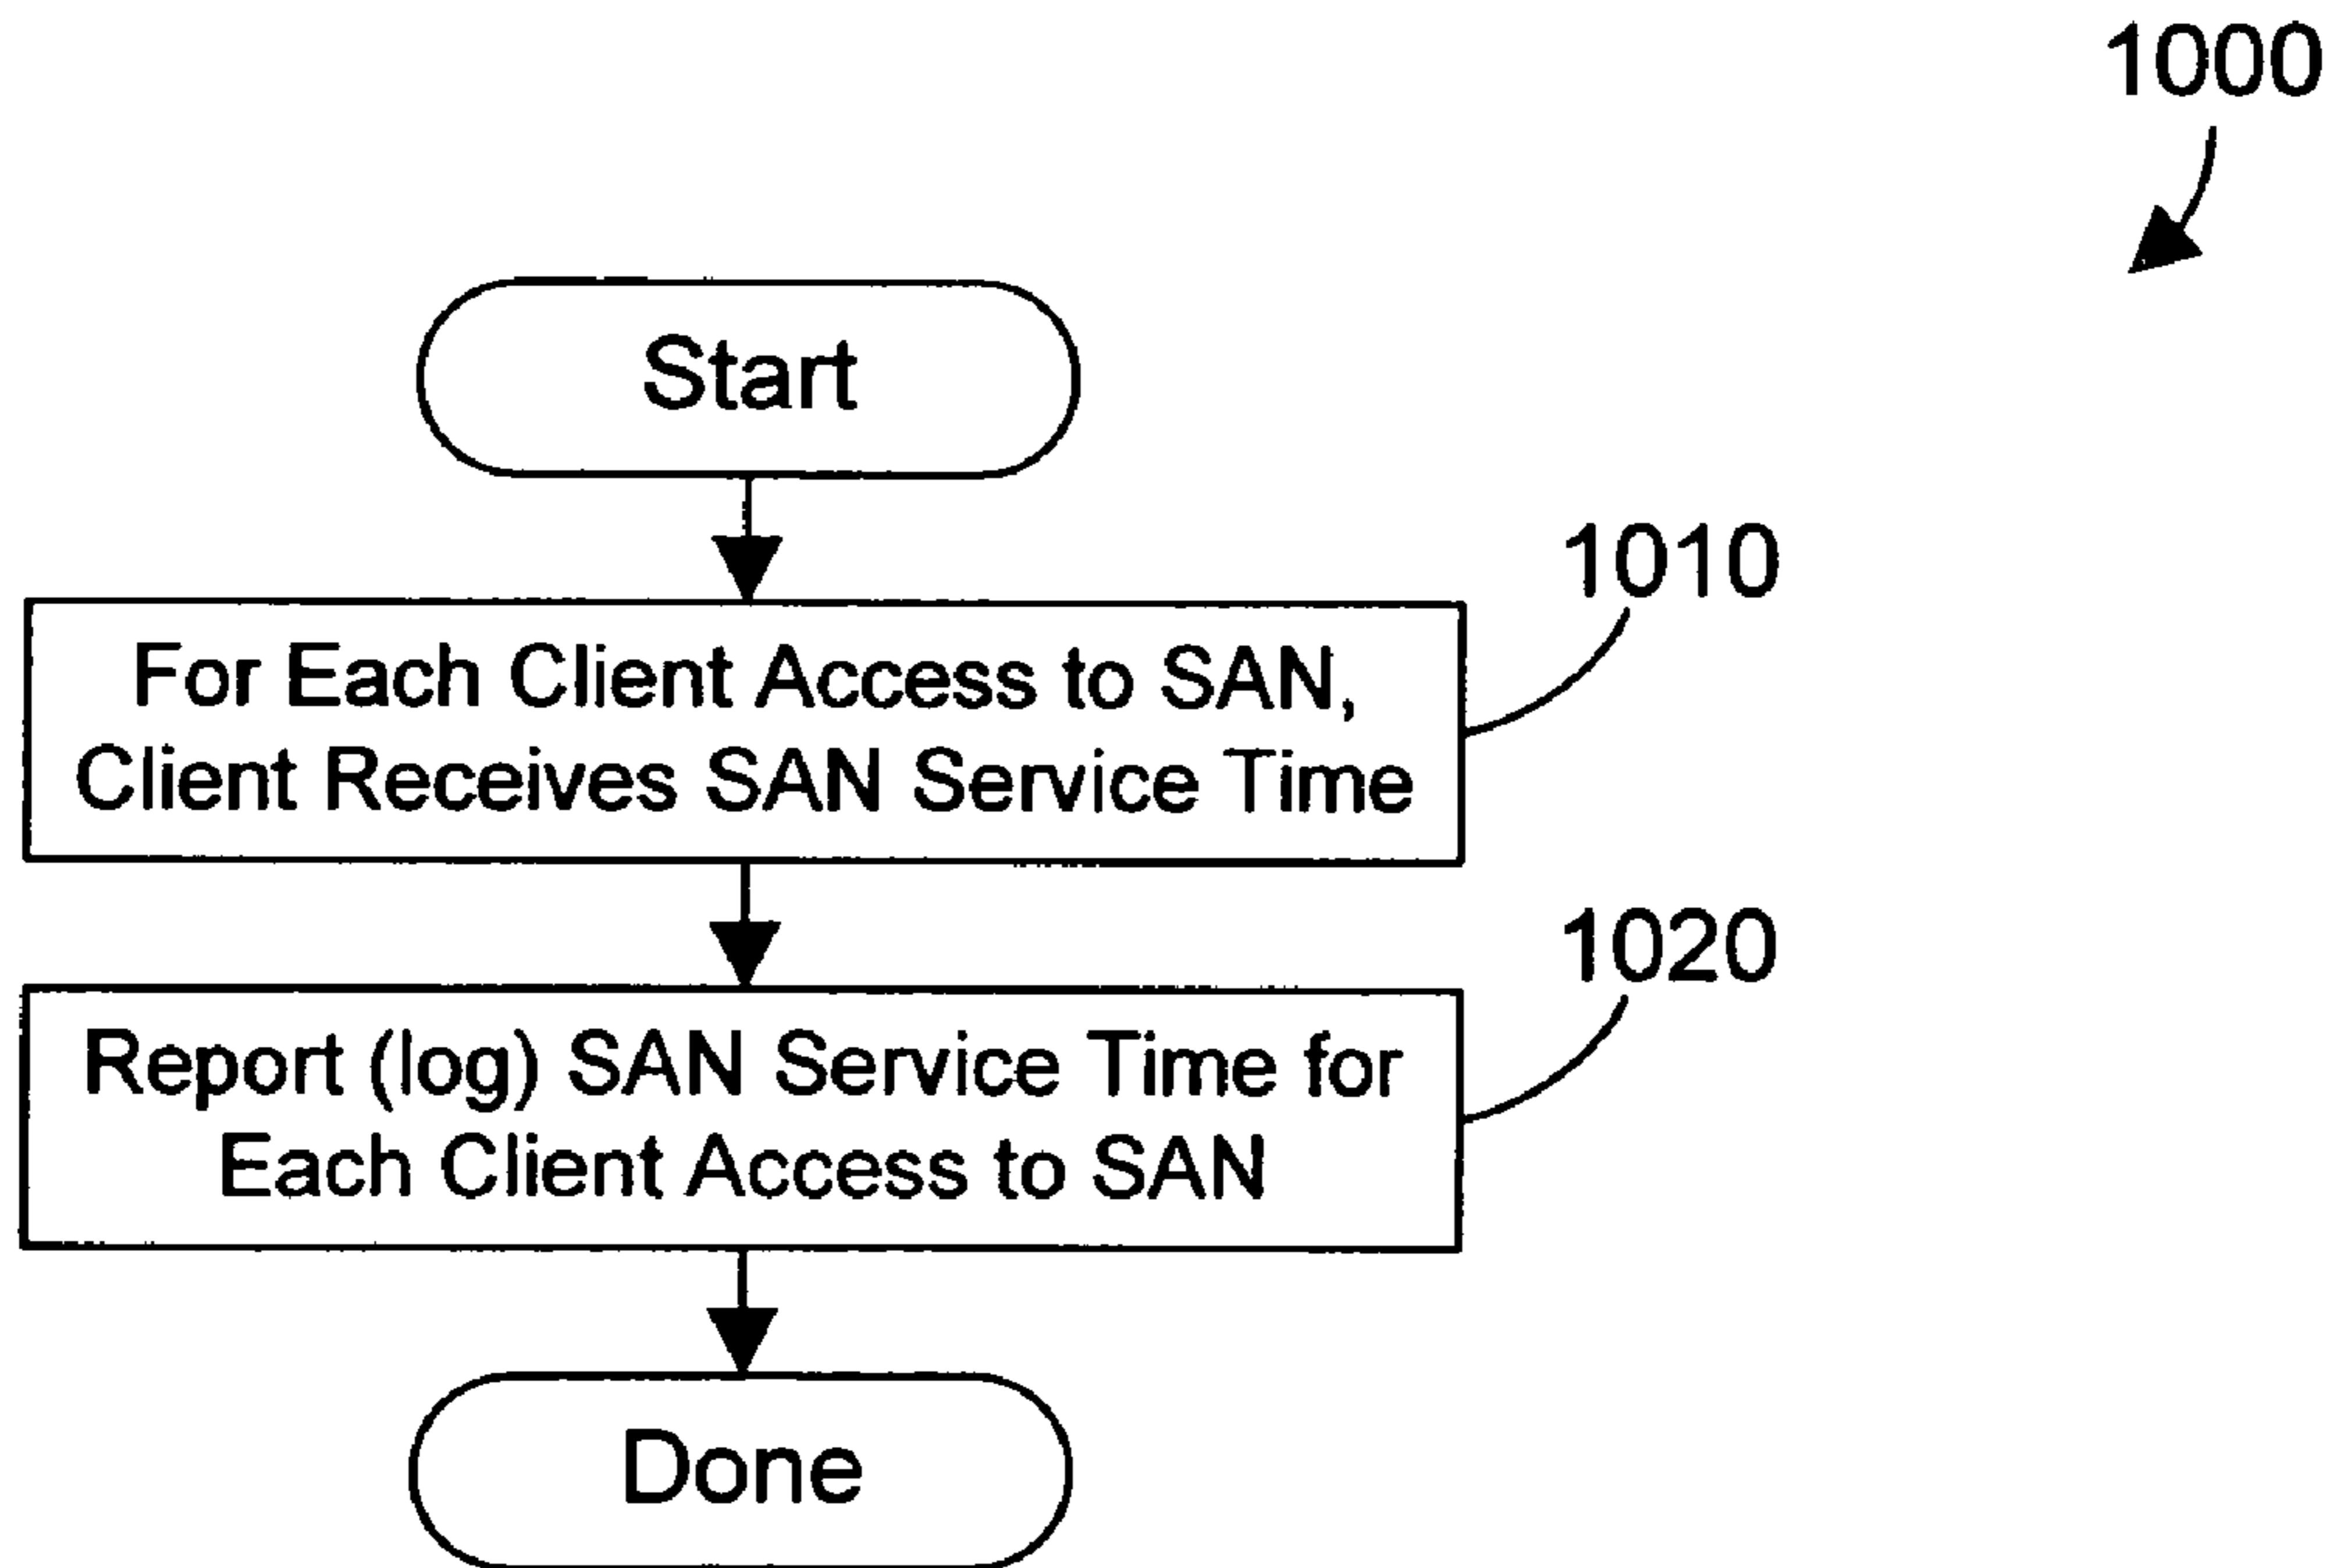 1000
Start
1010
For Each Client Access to SAN,
Client Receives SAN Service Time
1020
Report (log) SAN Service Time for
Each Client Access to SAN
Done